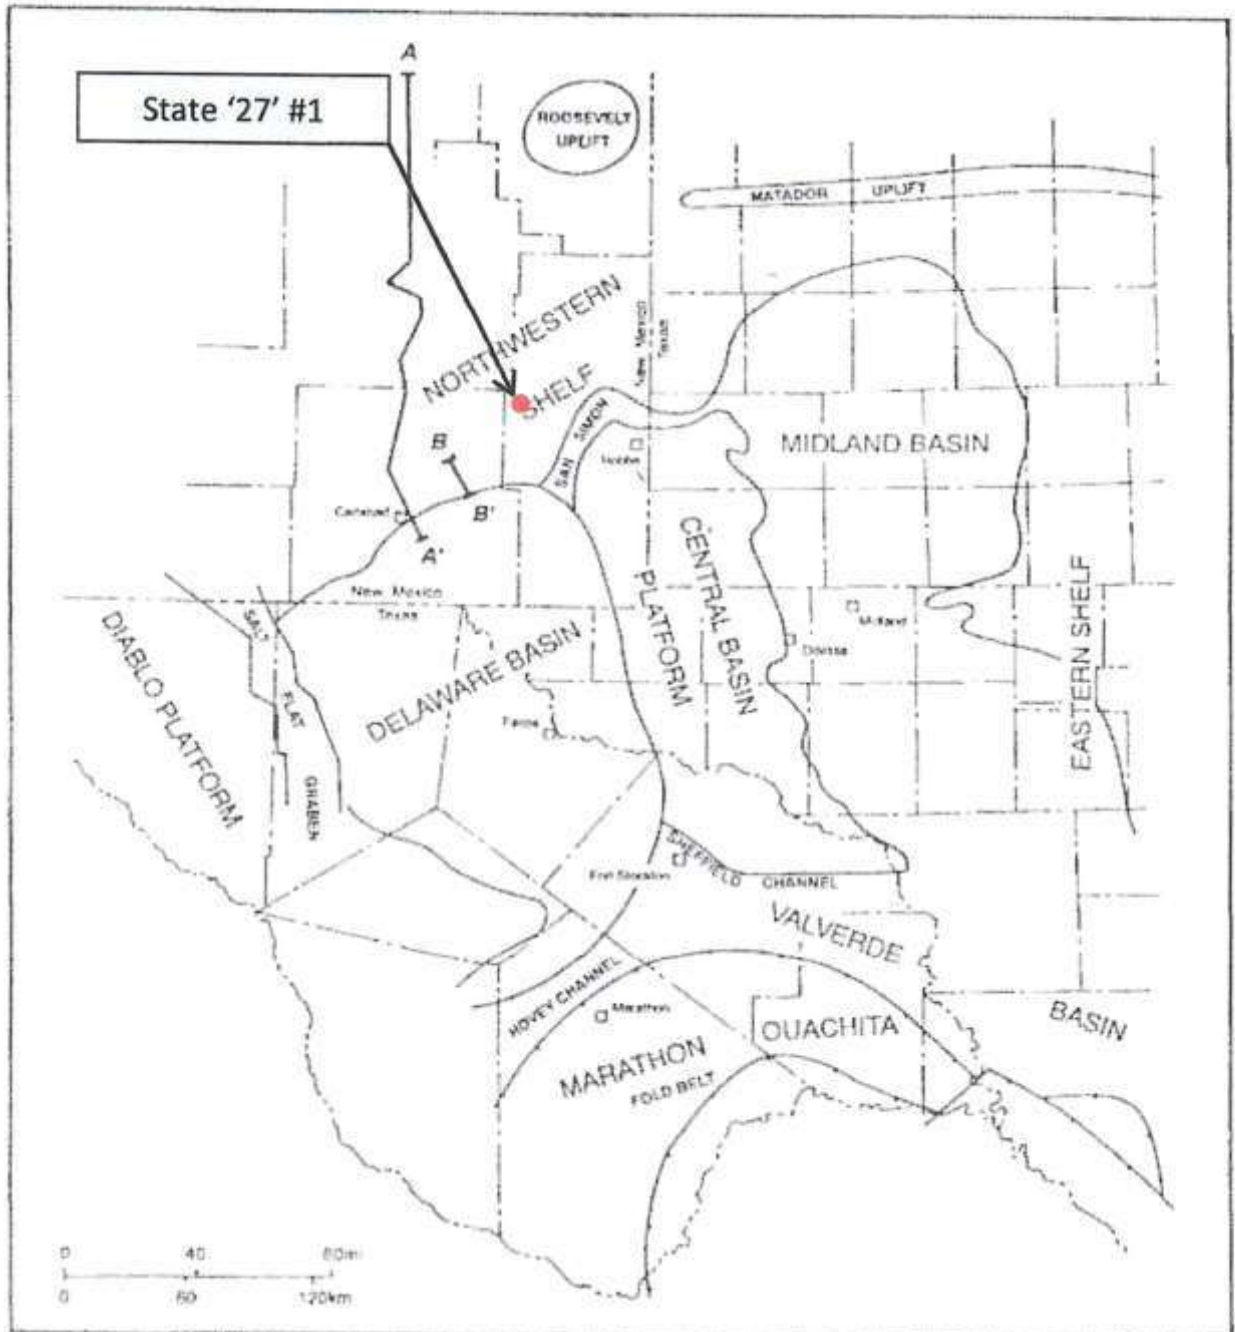 A
State '27' #1
ROOSEVELT
UPLIFT
MATADOR UPLIFT
NORTHWESTERN
SHELF
New Mexico
Texas
SAN SIMON
Hobbs
MIDLAND BASIN
B
B'
Carlsbad
A'
New Mexico
Texas
CENTRAL BASIN
PLATFORM
Midland
Odessa
EASTERN SHELF
DIABLO PLATFORM
SALT
FLAT
GRABEN
DELAWARE BASIN
Pecos
Fort Stockton
SHEFFIELD CHANNEL
VALVERDE
BASIN
HOVEY CHANNEL
Marathon
OUACHITA
MARATHON
FOLD BELT
0 40 80mi
0 60 120km